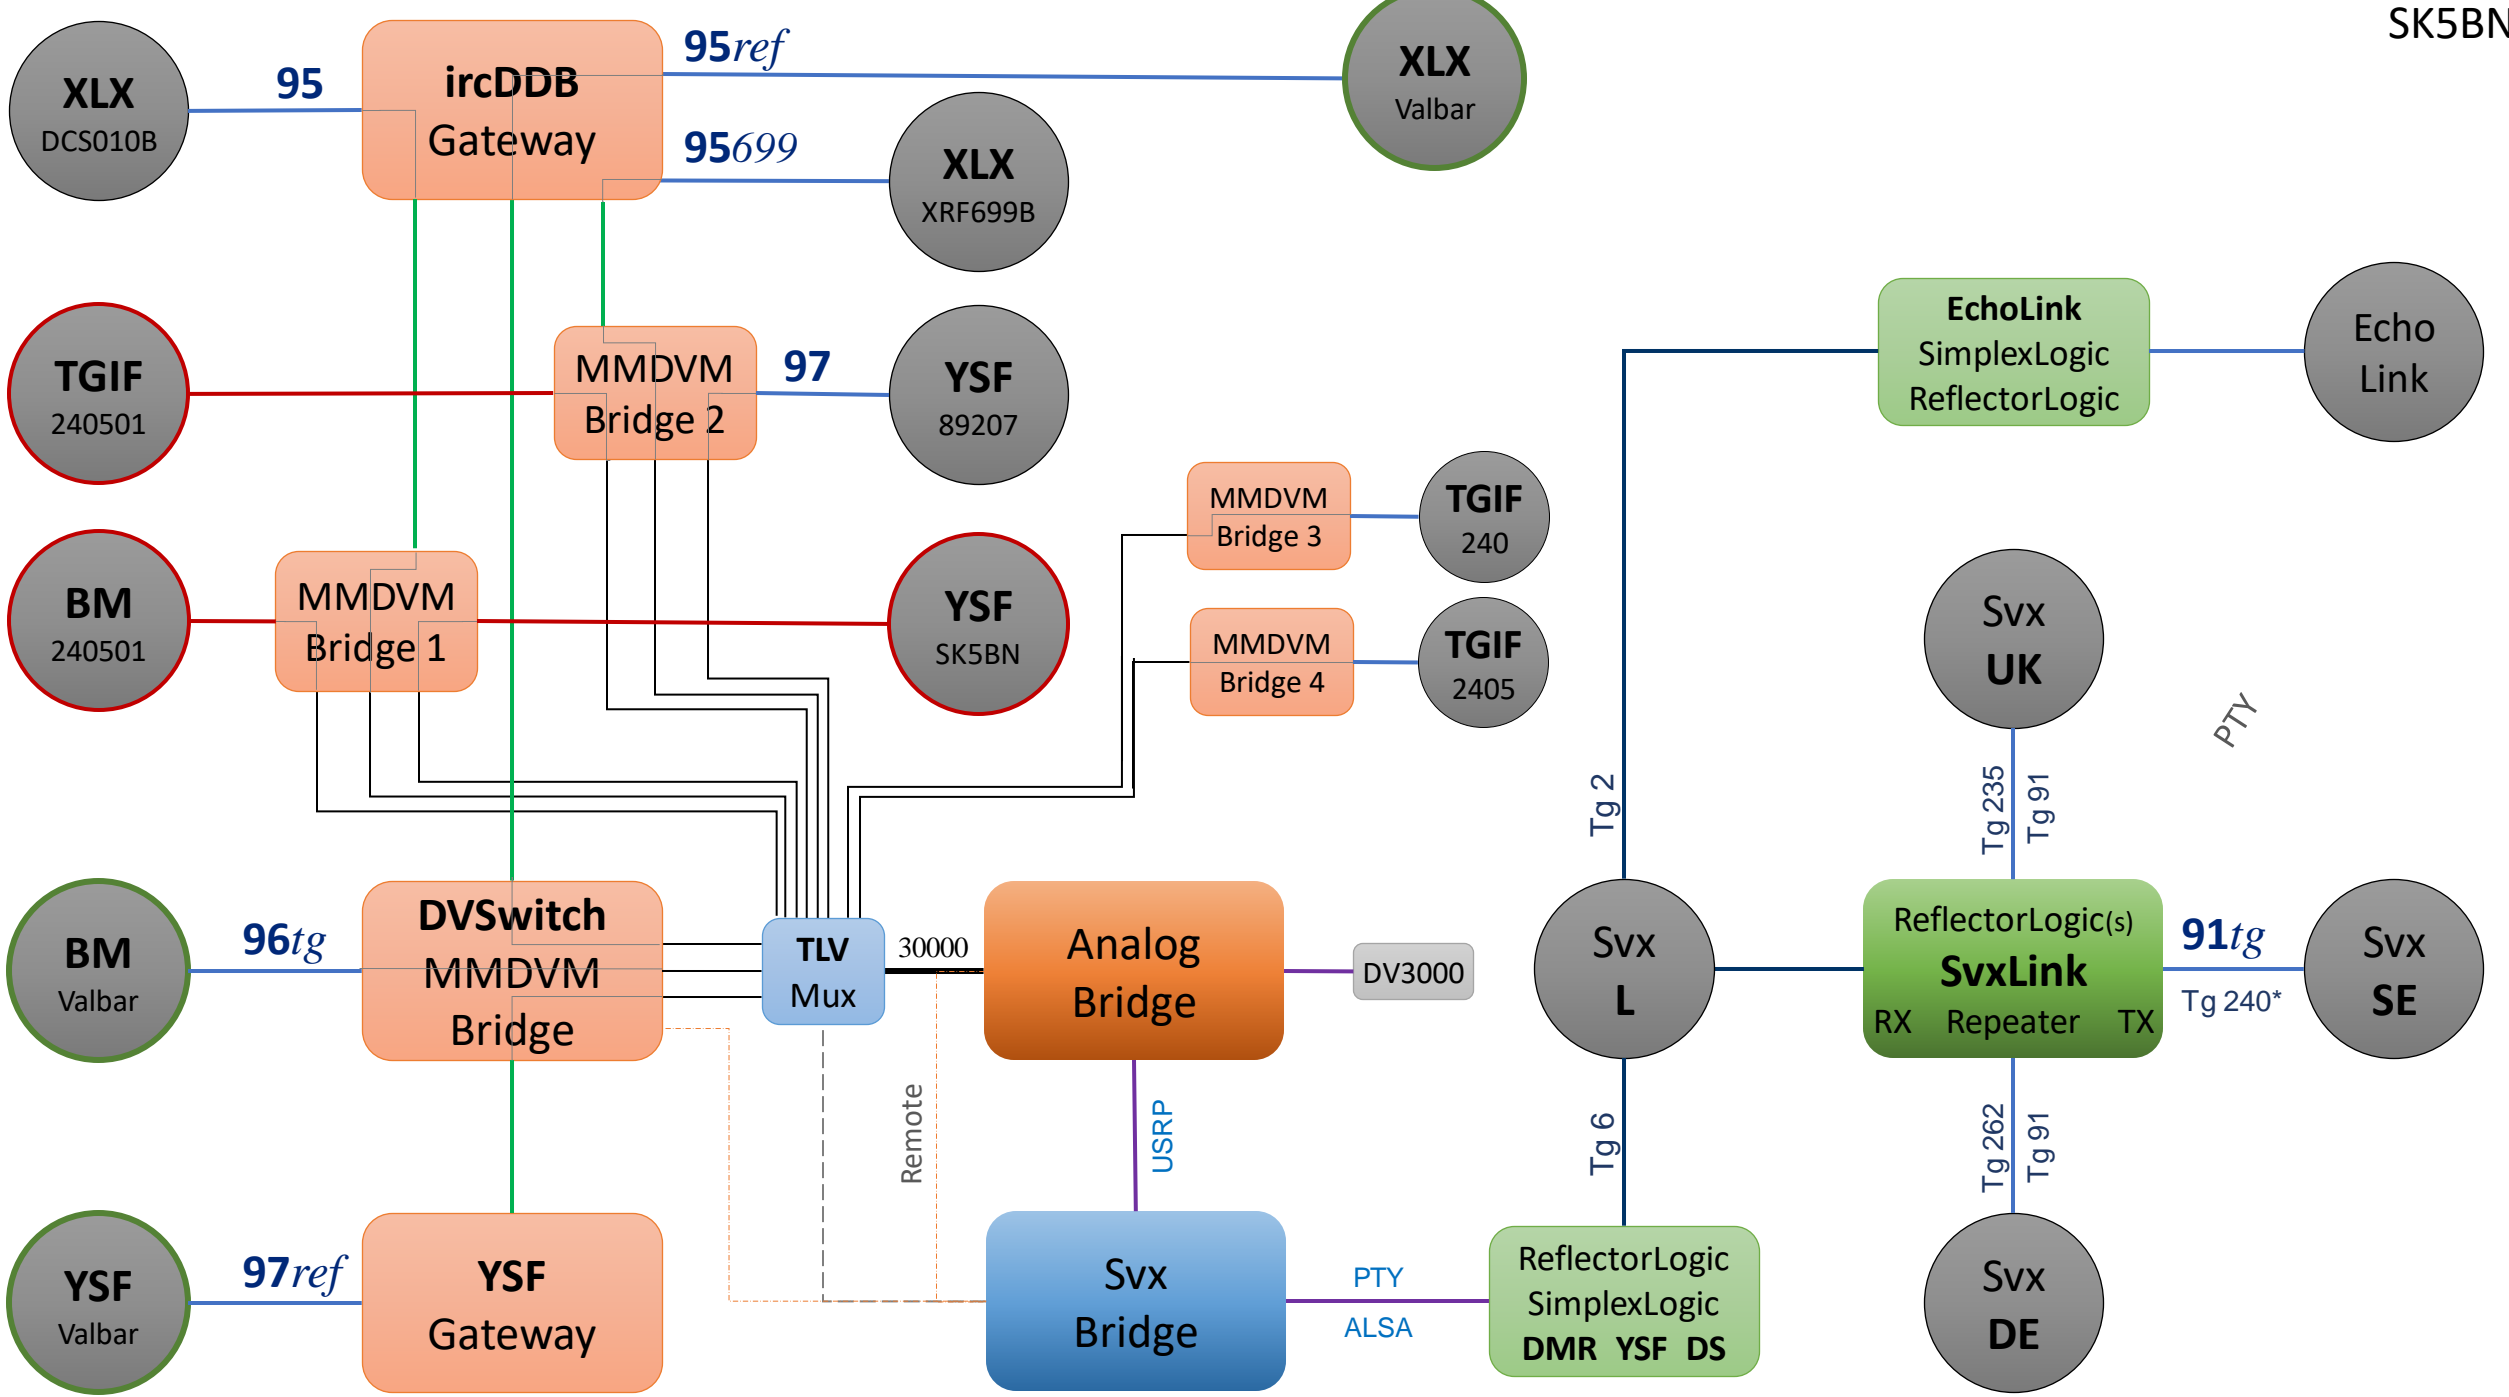 SK5BN
XLX
DCS010B
95
ircDDB
Gateway
95ref
XLX
Valbar
95699
XLX
XRF699B
TGIF
240501
MMDVM
Bridge 2
97
YSF
89207
EchoLink
SimplexLogic
ReflectorLogic
Echo
Link
MMDVM
Bridge 3
TGIF
240
BM
240501
MMDVM
Bridge 1
YSF
SK5BN
MMDVM
Bridge 4
TGIF
2405
Svx
UK
PTY
Tg 2
Tg 235
Tg 91
BM
Valbar
96tg
DVSwitch
MMDVM
Bridge
TLV
Mux
30000
Analog
Bridge
DV3000
Svx
L
ReflectorLogic(s)
SvxLink
RX Repeater TX
91tg
Tg 240*
Svx
SE
Remote
USRP
Tg 6
Tg 262
Tg 91
YSF
Valbar
97ref
YSF
Gateway
Svx
Bridge
PTY
ALSA
ReflectorLogic
SimplexLogic
DMR YSF DS
Svx
DE